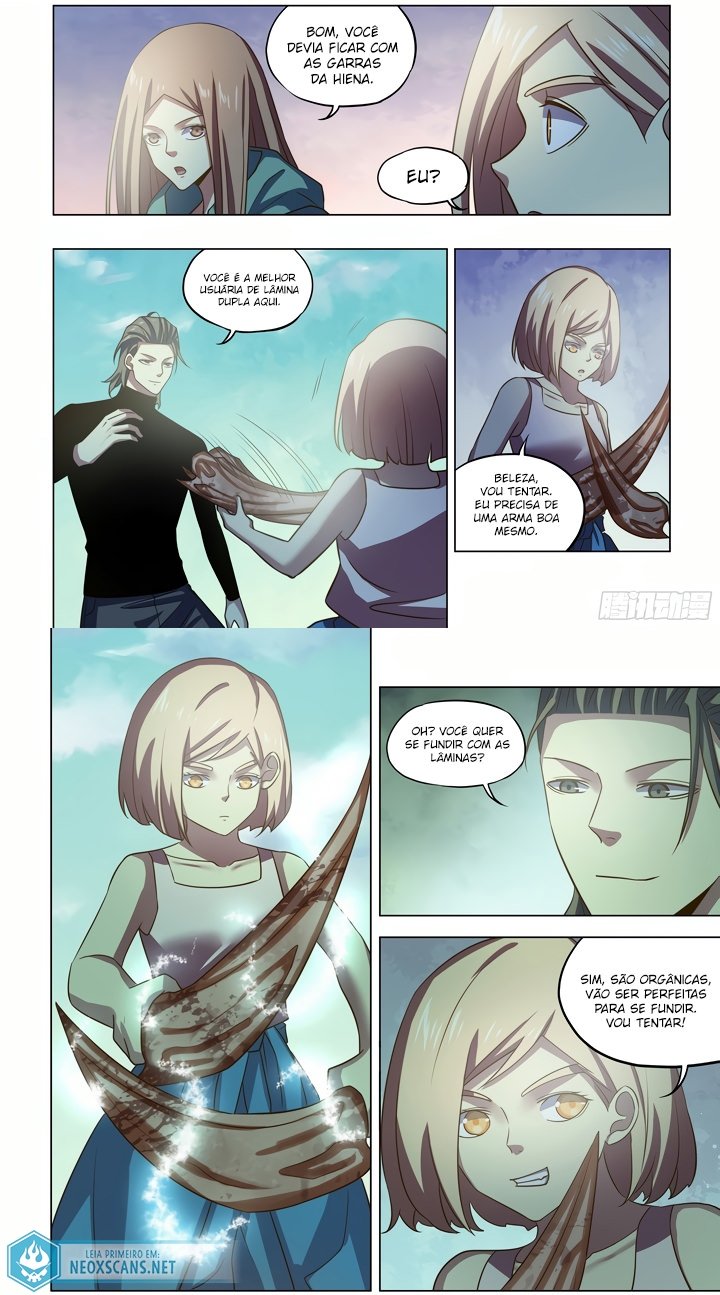 BOM, VOCÊ
DEVIA FICAR COM
AS GARRAS
DA HIENA.
EU?
VOCÊ É A MELHOR
USUÁRIA DE LÂMINA
DUPLA AQUI.
BELEZA,
VOU TENTAR.
EU PRECISA DE
UMA ARMA BOA
MESMO.
腾讯动漫
OH? VOCÊ QUER
SE FUNDIR COM AS
LÂMINAS?
SIM, SÃO ORGÂNICAS,
VÃO SER PERFEITAS
PARA SE FUNDIR.
VOU TENTAR!
LEIA PRIMEIRO EM:
NEOXSCANS.NET